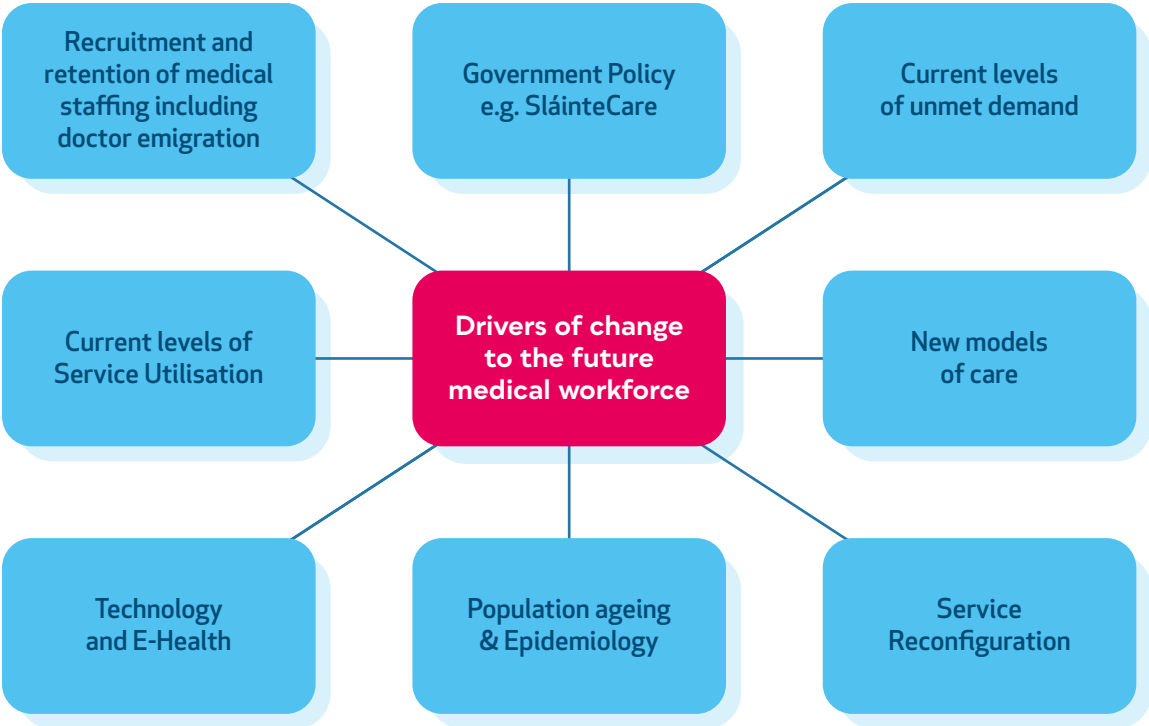 Recruitment and
retention of medical
staffing including
doctor emigration
Government Policy
e.g. SláinteCare
Current levels
of unmet demand
Current levels of
Service Utilisation
Drivers of change
to the future
medical workforce
New models
of care
Technology
and E-Health
Population ageing
& Epidemiology
Service
Reconfiguration